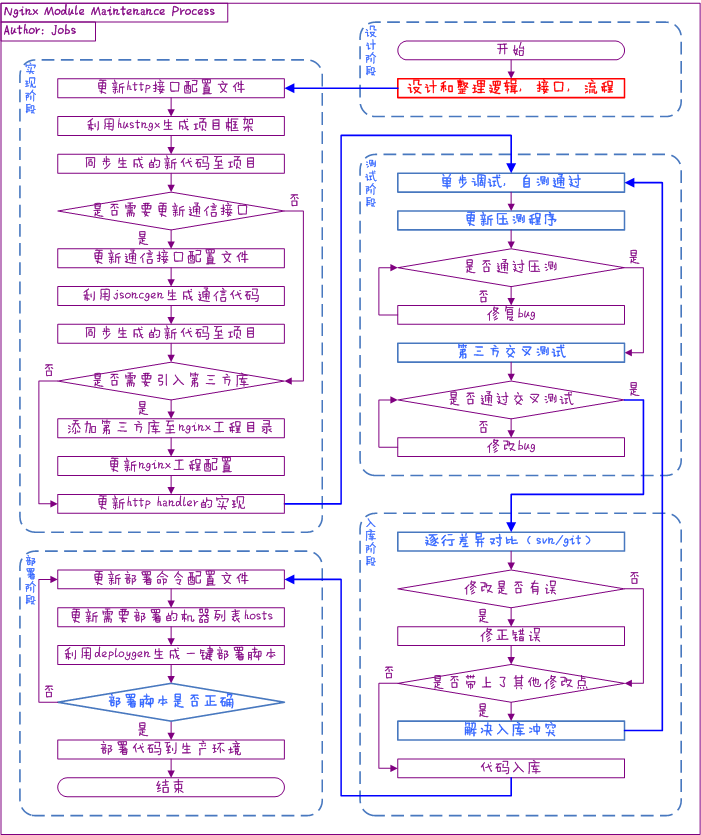 Nginx Module Maintenance Process
Author: Jobs
设计阶段
开始
设计和整理逻辑, 接口, 流程
实现阶段
更新http接口配置文件
利用hustngx生成项目框架
同步生成的新代码至项目
是否需要更新通信接口
否
是
更新通信接口配置文件
利用jsoncgen生成通信代码
同步生成的新代码至项目
是否需要引入第三方库
否
是
添加第三方库至nginx工程目录
更新nginx工程配置
更新http handler的实现
测试阶段
单步调试, 自测通过
更新压测程序
是否通过压测
是
否
修复bug
第三方交叉测试
是否通过交叉测试
是
否
修改bug
入库阶段
逐行差异对比(svn/git)
修改是否有误
否
是
修正错误
是否带上了其他修改点
否
是
解决入库冲突
代码入库
部署阶段
更新部署命令配置文件
更新需要部署的机器列表hosts
利用deploygen生成一键部署脚本
部署脚本是否正确
否
是
部署代码到生产环境
结束